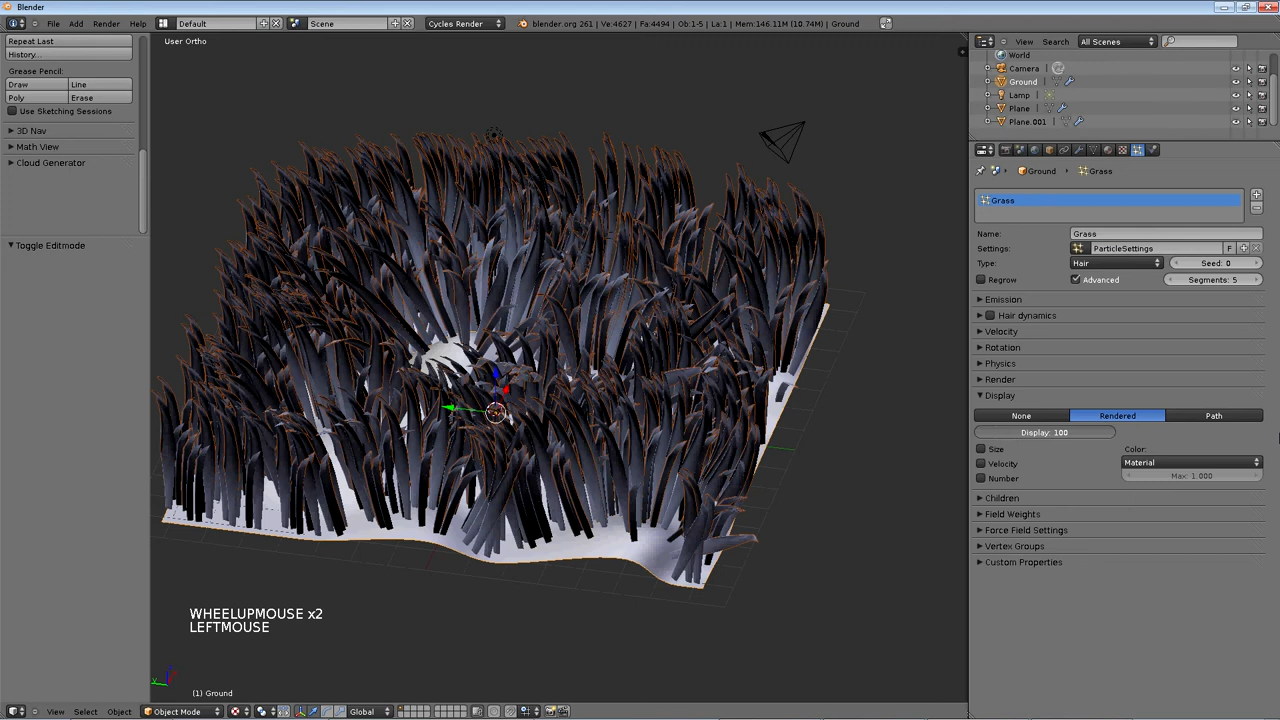 Blender
File Add Render Help Default Scene Cycles Render blender.org 261 | Ve:4627 | Fa:4494 | Ob:1-5 | La:1 | Mem:146.11M (10.74M) | Ground
Repeat Last
History...
Grease Pencil:
Draw Line
Poly Erase
Use Sketching Sessions
3D Nav
Math View
Cloud Generator
Toggle Editmode
User Ortho
WHEELUPMOUSE x2
LEFTMOUSE
(1) Ground
View Select Object Object Mode Global
View Search All Scenes
World
Camera
Ground
Lamp
Plane
Plane.001
Ground Grass
Grass
Name: Grass
Settings: ParticleSettings F
Type: Hair Seed: 0
Regrow Advanced Segments: 5
Emission
Hair dynamics
Velocity
Rotation
Physics
Render
Display
None Rendered Path
Display: 100
Size Color:
Velocity Material
Number Max: 1.000
Children
Field Weights
Force Field Settings
Vertex Groups
Custom Properties
y